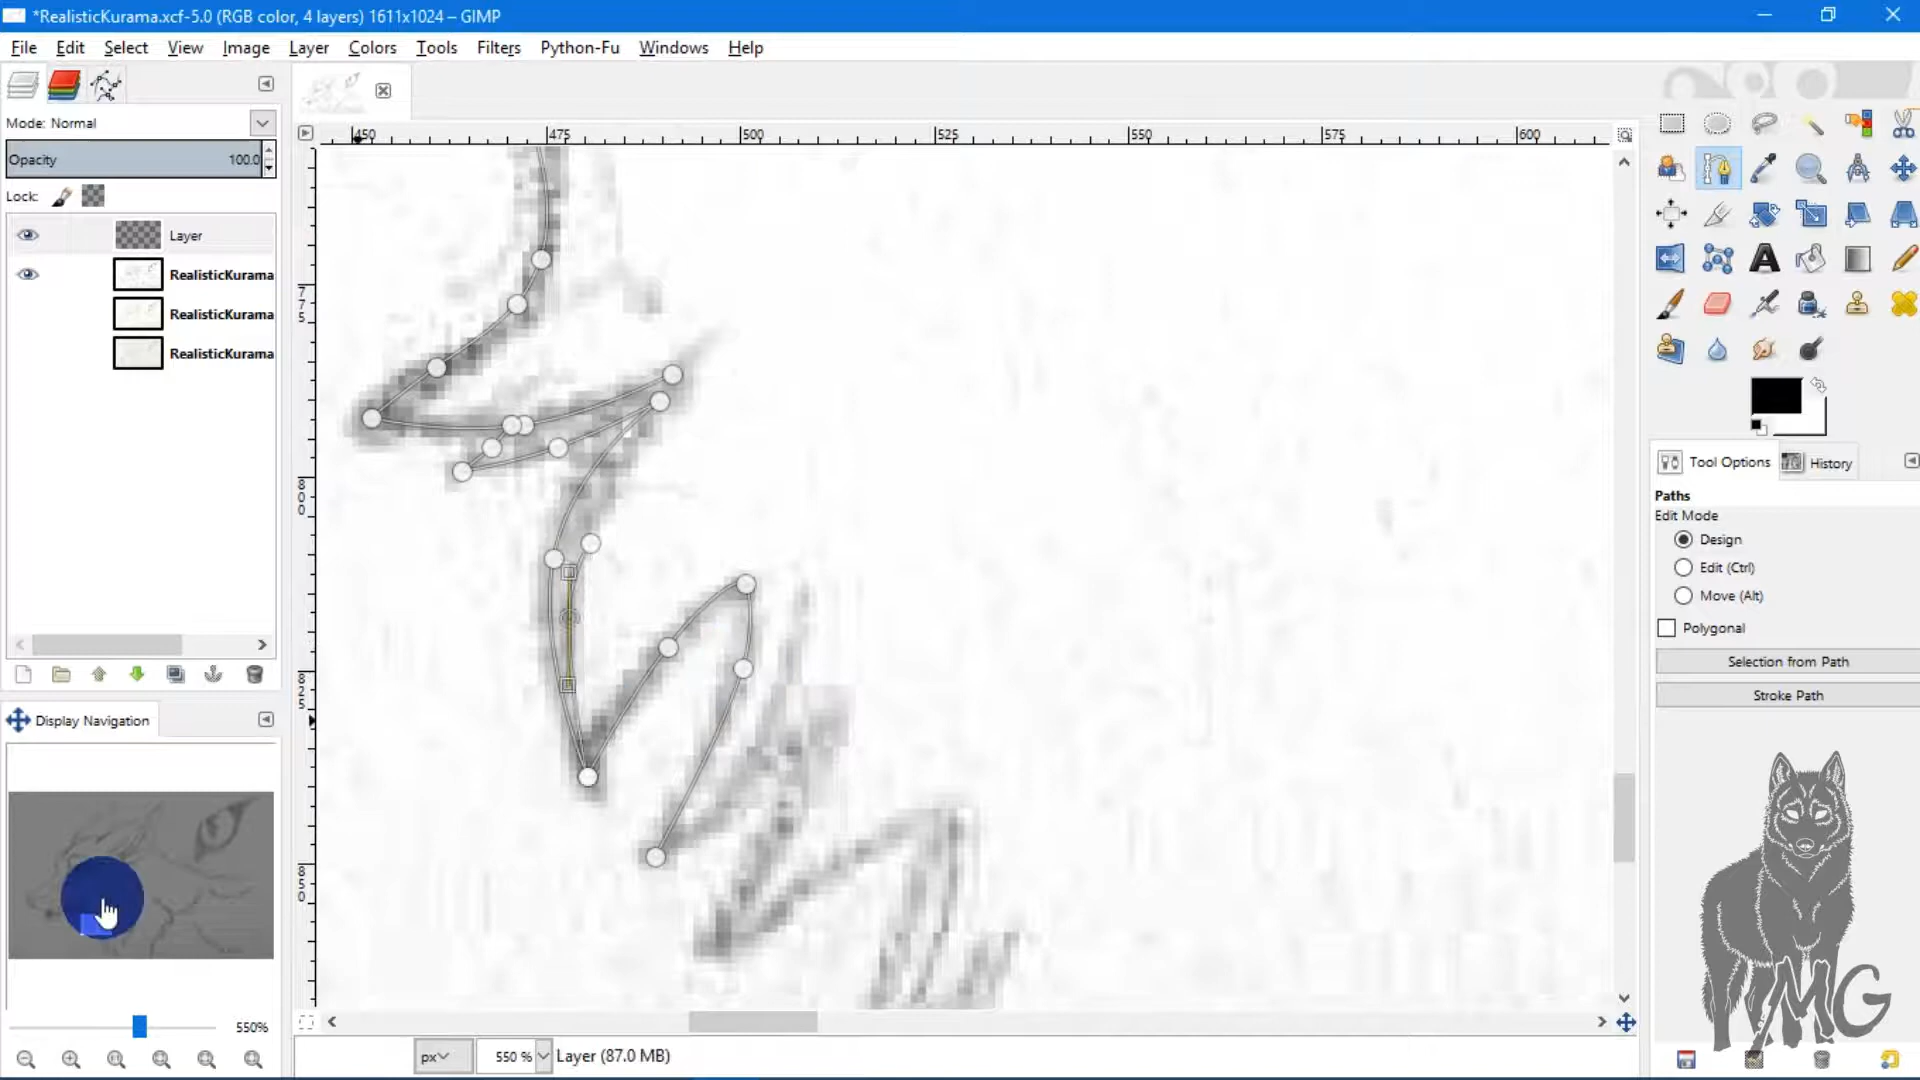 *RealisticKurama.xcf-5.0 (RGB color, 4 layers) 1611x1024 – GIMP
File Edit Select View Image Layer Colors Tools Filters Python-Fu Windows Help
Mode: Normal
Opacity 100.0
Lock:
Layer
RealisticKurama
RealisticKurama
RealisticKurama
Display Navigation
550%
450 475 500 525 550 575 600
775
800
825
850
px 550 % Layer (87.0 MB)
Tool Options History
Paths
Edit Mode
Design
Edit (Ctrl)
Move (Alt)
Polygonal
Selection from Path
Stroke Path